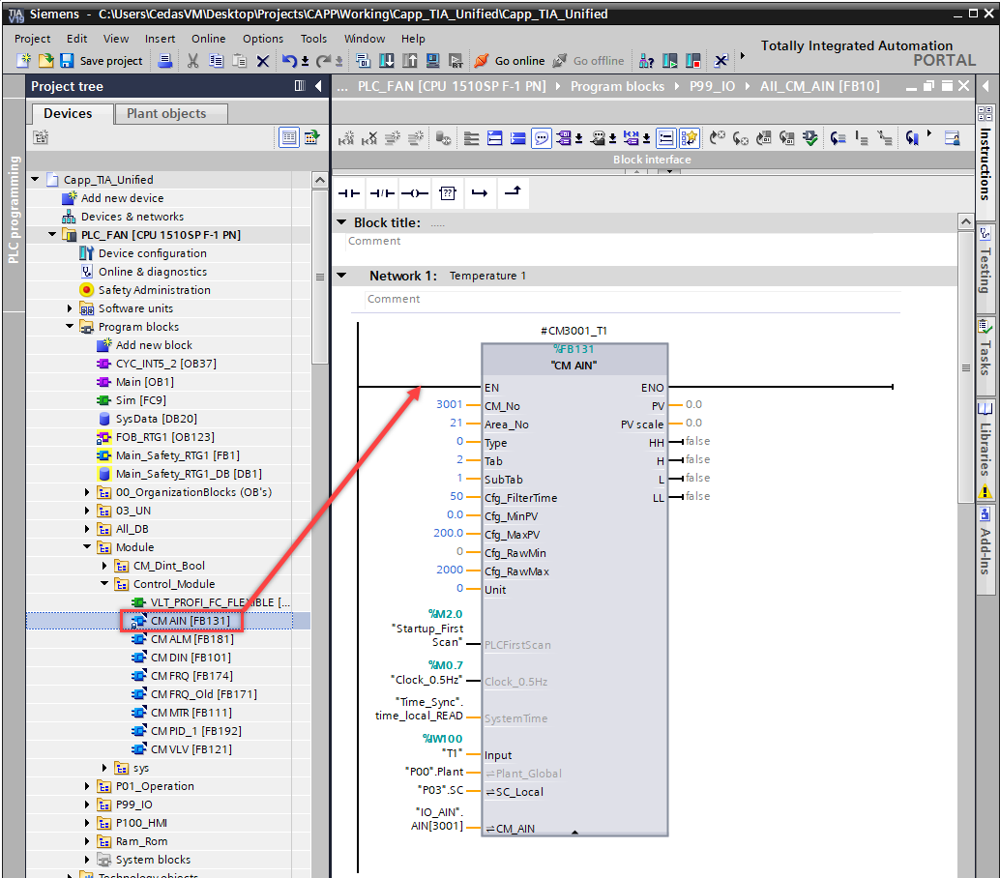 TIA V19 Siemens - C:\Users\CedasVM\Desktop\Projects\CAPP\Working\Capp_TIA_Unified\Capp_TIA_Unified
Project Edit View Insert Online Options Tools Window Help
Totally Integrated Automation
PORTAL
Save project Go online Go offline
Project tree
... PLC_FAN [CPU 1510SP F-1 PN] Program blocks P99_IO All_CM_AIN [FB10]
Devices Plant objects
Block interface
PLC programming
Capp_TIA_Unified
Add new device
Devices & networks
PLC_FAN [CPU 1510SP F-1 PN]
Device configuration
Online & diagnostics
Safety Administration
Software units
Program blocks
Add new block
CYC_INT5_2 [OB37]
Main [OB1]
Sim [FC9]
SysData [DB20]
FOB_RTG1 [OB123]
Main_Safety_RTG1 [FB1]
Main_Safety_RTG1_DB [DB1]
00_OrganizationBlocks (OB's)
03_UN
All_DB
Module
CM_Dint_Bool
Control_Module
VLT_PROFI_FC_FLEXIBLE [...
CM AIN [FB131]
CM ALM [FB181]
CM DIN [FB101]
CM FRQ [FB174]
CM FRQ_Old [FB171]
CM MTR [FB111]
CM PID_1 [FB192]
CM VLV [FB121]
sys
P01_Operation
P99_IO
P100_HMI
Ram_Rom
System blocks
Technology objects
??
Block title: .....
Comment
Network 1: Temperature 1
Comment
#CM3001_T1
%FB131
"CM AIN"
EN ENO
3001 CM_No PV 0.0
21 Area_No PV scale 0.0
0 Type HH false
2 Tab H false
1 SubTab L false
50 Cfg_FilterTime LL false
0.0 Cfg_MinPV
200.0 Cfg_MaxPV
0 Cfg_RawMin
2000 Cfg_RawMax
0 Unit
%M2.0
"Startup_First
Scan" PLCFirstScan
%M0.7
"Clock_0.5Hz" Clock_0.5Hz
"Time_Sync".
time_local_READ SystemTime
%IW100
"T1" Input
"P00".Plant Plant_Global
"P03".SC SC_Local
"IO_AIN".
AIN[3001] CM_AIN
Instructions
Testing
Tasks
Libraries
Add-Ins